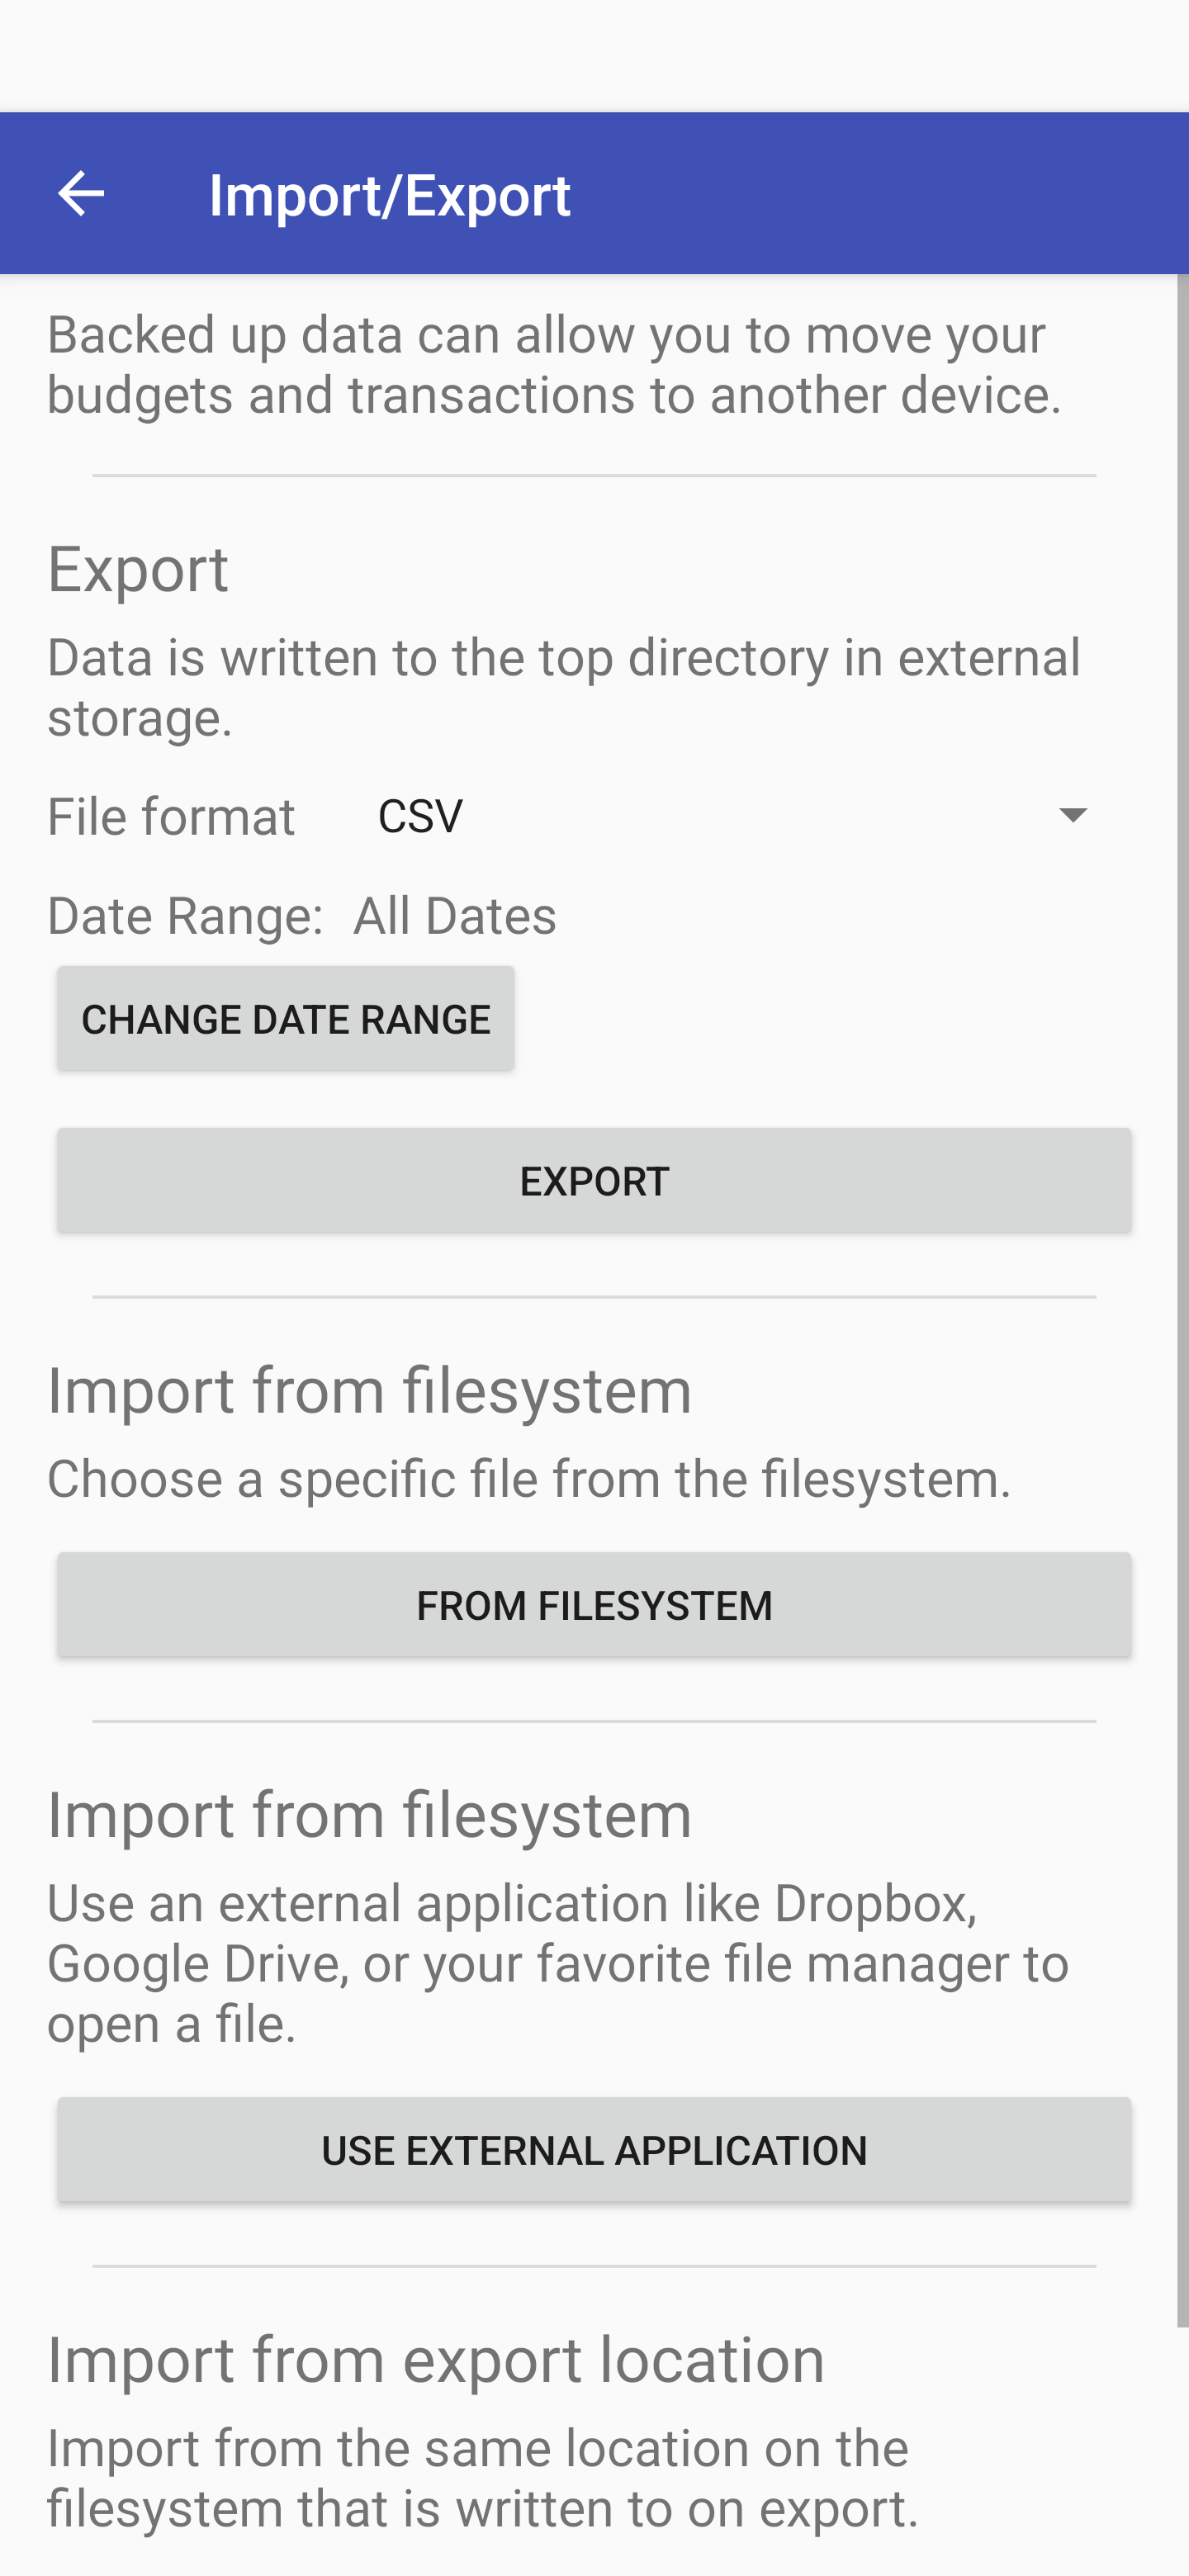 Import/Export
Backed up data can allow you to move your
budgets and transactions to another device.
Export
Data is written to the top directory in external
storage.
File format CSV
Date Range: All Dates
CHANGE DATE RANGE
EXPORT
Import from filesystem
Choose a specific file from the filesystem.
FROM FILESYSTEM
Import from filesystem
Use an external application like Dropbox,
Google Drive, or your favorite file manager to
open a file.
USE EXTERNAL APPLICATION
Import from export location
Import from the same location on the
filesystem that is written to on export.